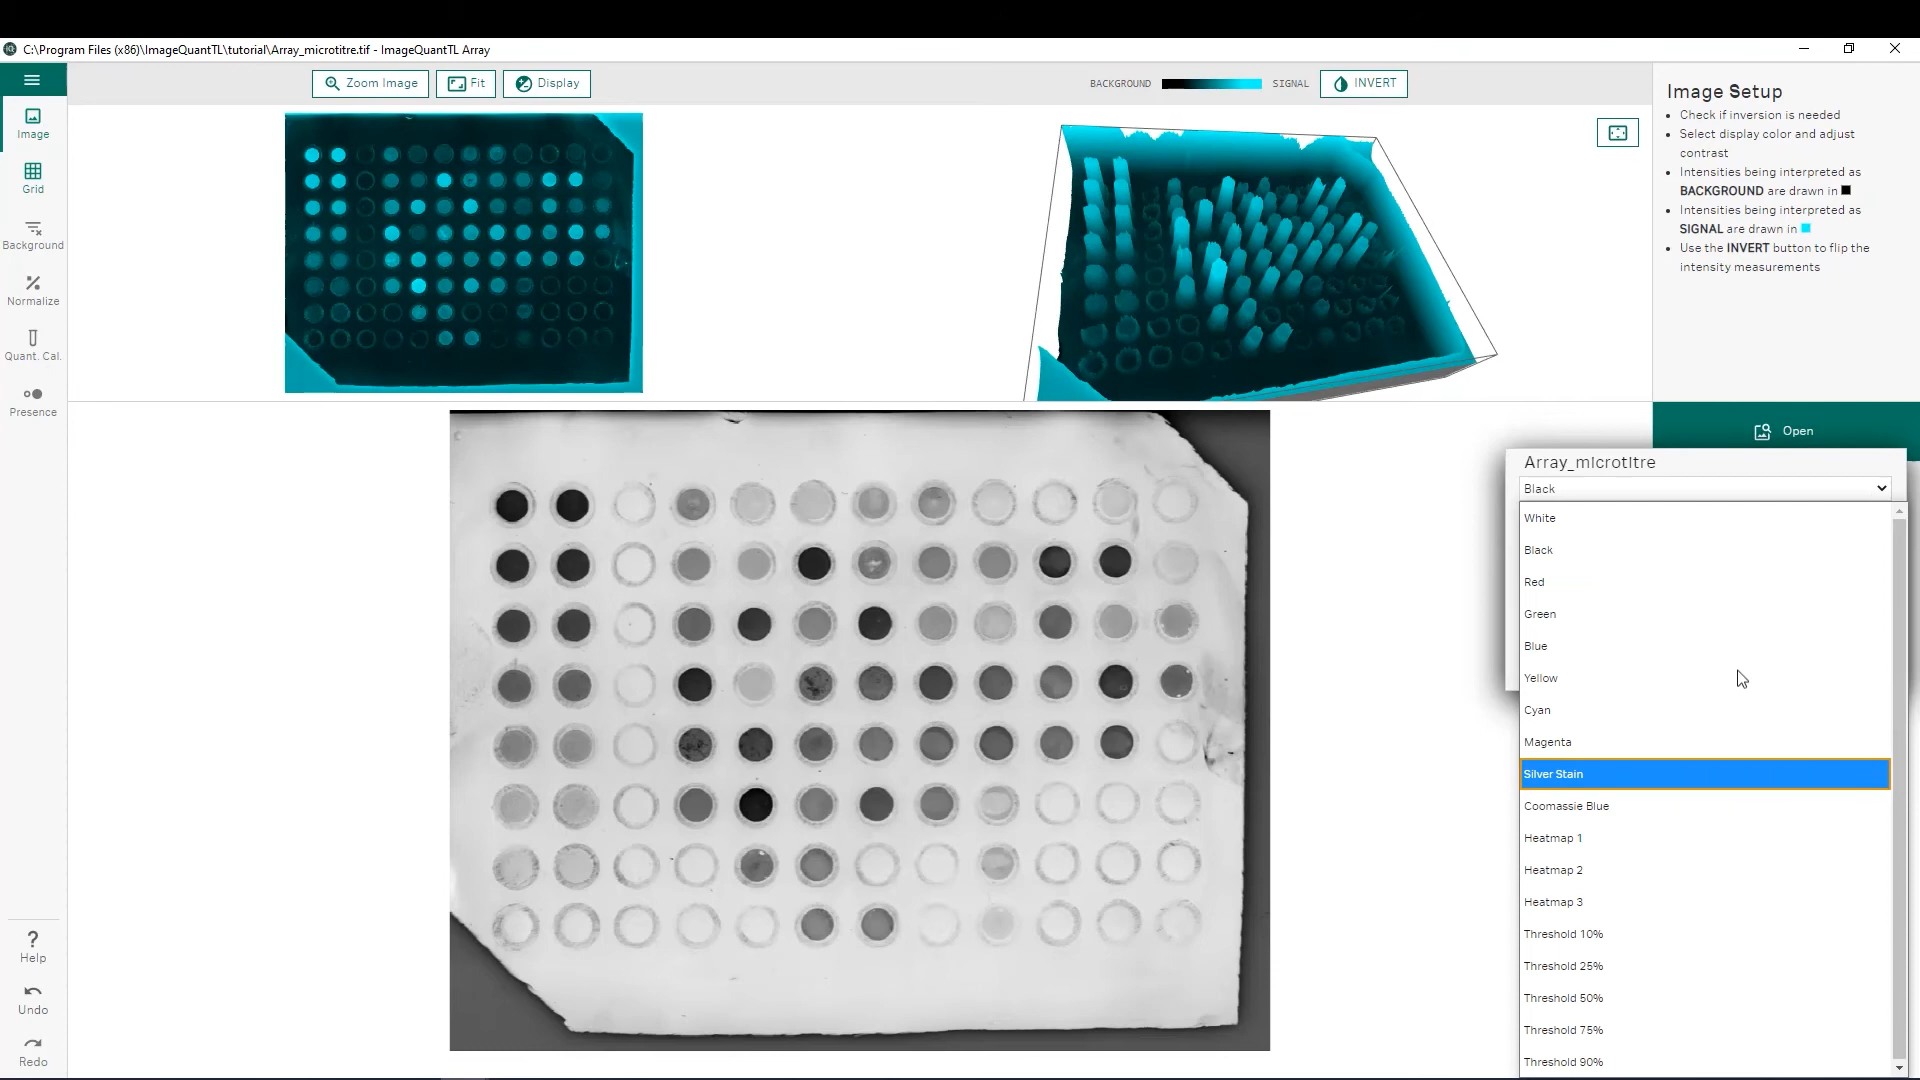 C:\Program Files (x86)\ImageQuantTL\tutorial\Array_microtitre.tif - ImageQuantTL Array
Zoom Image
Fit
Display
BACKGROUND
SIGNAL
INVERT
Image
Grid
Background
Normalize
Quant. Cal.
Presence
Help
Undo
Redo
Image Setup
Check if inversion is needed
Select display color and adjust
contrast
Intensities being interpreted as
BACKGROUND are drawn in
Intensities being interpreted as
SIGNAL are drawn in
Use the INVERT button to flip the
intensity measurements
Open
Array_microtitre
Black
White
Black
Red
Green
Blue
Yellow
Cyan
Magenta
Silver Stain
Coomassie Blue
Heatmap 1
Heatmap 2
Heatmap 3
Threshold 10%
Threshold 25%
Threshold 50%
Threshold 75%
Threshold 90%